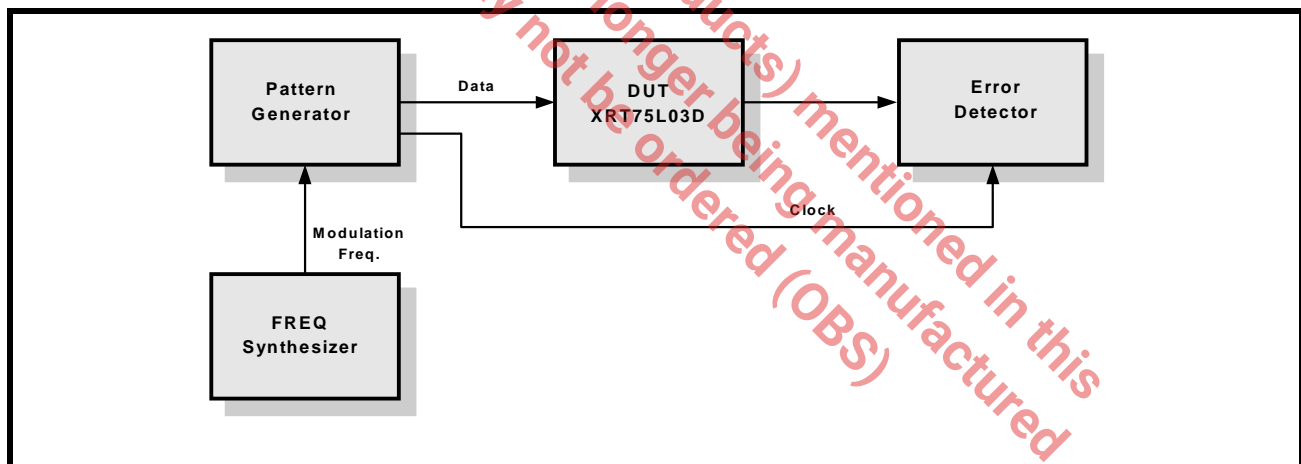 Pattern
Generator
Data
DUT
XRT75L03D
Error
Detector
Clock
Modulation
Freq.
FREQ
Synthesizer
ucts) mentioned in this
longer being manufactured
y not be ordered (OBS)